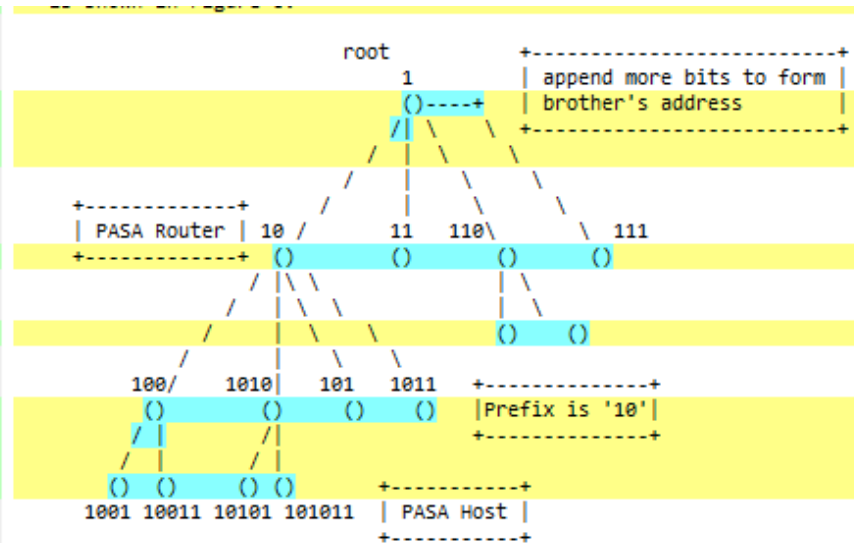 root +--------------------------+
1 | append more bits to form |
()----+ | brother's address |
/| \ \ +--------------------------+
/ | \ \
/ | \ \
+-------------+ / | \ \
| PASA Router | 10 / 11 110\ \ 111
+-------------+ () () () ()
/ |\ \ | \
/ | \ \ | \
/ | \ \ () ()
/ | \ \
100/ 1010| 101 1011 +--------------+
() () () () |Prefix is '10'|
/ | /| +--------------+
/ | / |
() () () () +-----------+
1001 10011 10101 101011 | PASA Host |
+-----------+